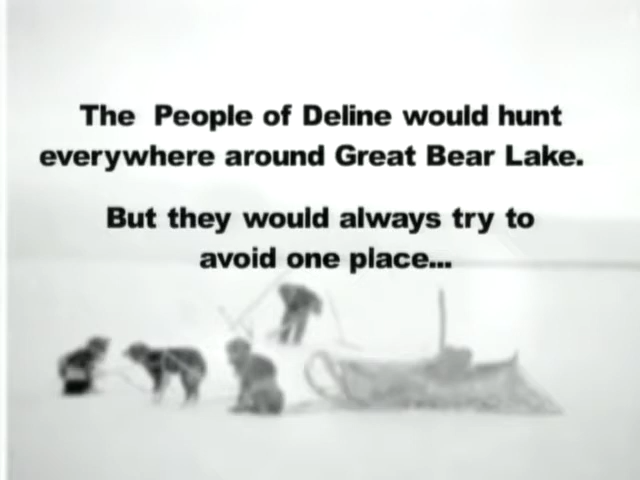 The People of Deline would hunt
everywhere around Great Bear Lake.
But they would always try to
avoid one place...